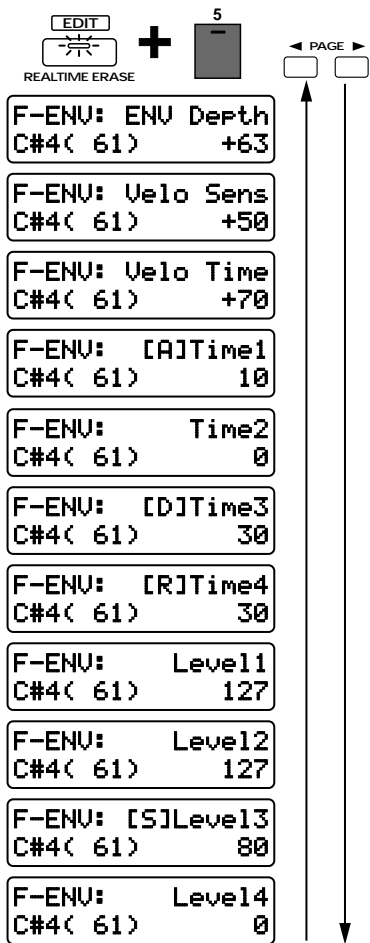 EDIT
5
◄ PAGE ►
+
REALTIME ERASE
F-ENV: ENV Depth
C#4( 61) +63
F-ENV: Velo Sens
C#4( 61) +50
F-ENV: Velo Time
C#4( 61) +70
F-ENV: [A]Time1
C#4( 61) 10
F-ENV: Time2
C#4( 61) 0
F-ENV: [D]Time3
C#4( 61) 30
F-ENV: [R]Time4
C#4( 61) 30
F-ENV: Level1
C#4( 61) 127
F-ENV: Level2
C#4( 61) 127
F-ENV: [S]Level3
C#4( 61) 80
F-ENV: Level4
C#4( 61) 0